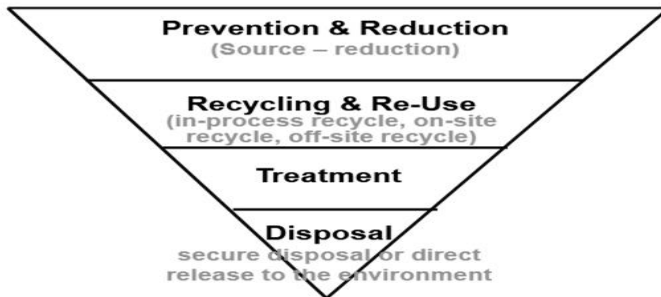 Prevention & Reduction
(Source – reduction)
Recycling & Re-Use
(in-process recycle, on-site
recycle, off-site recycle)
Treatment
Disposal
secure disposal or direct
release to the environment